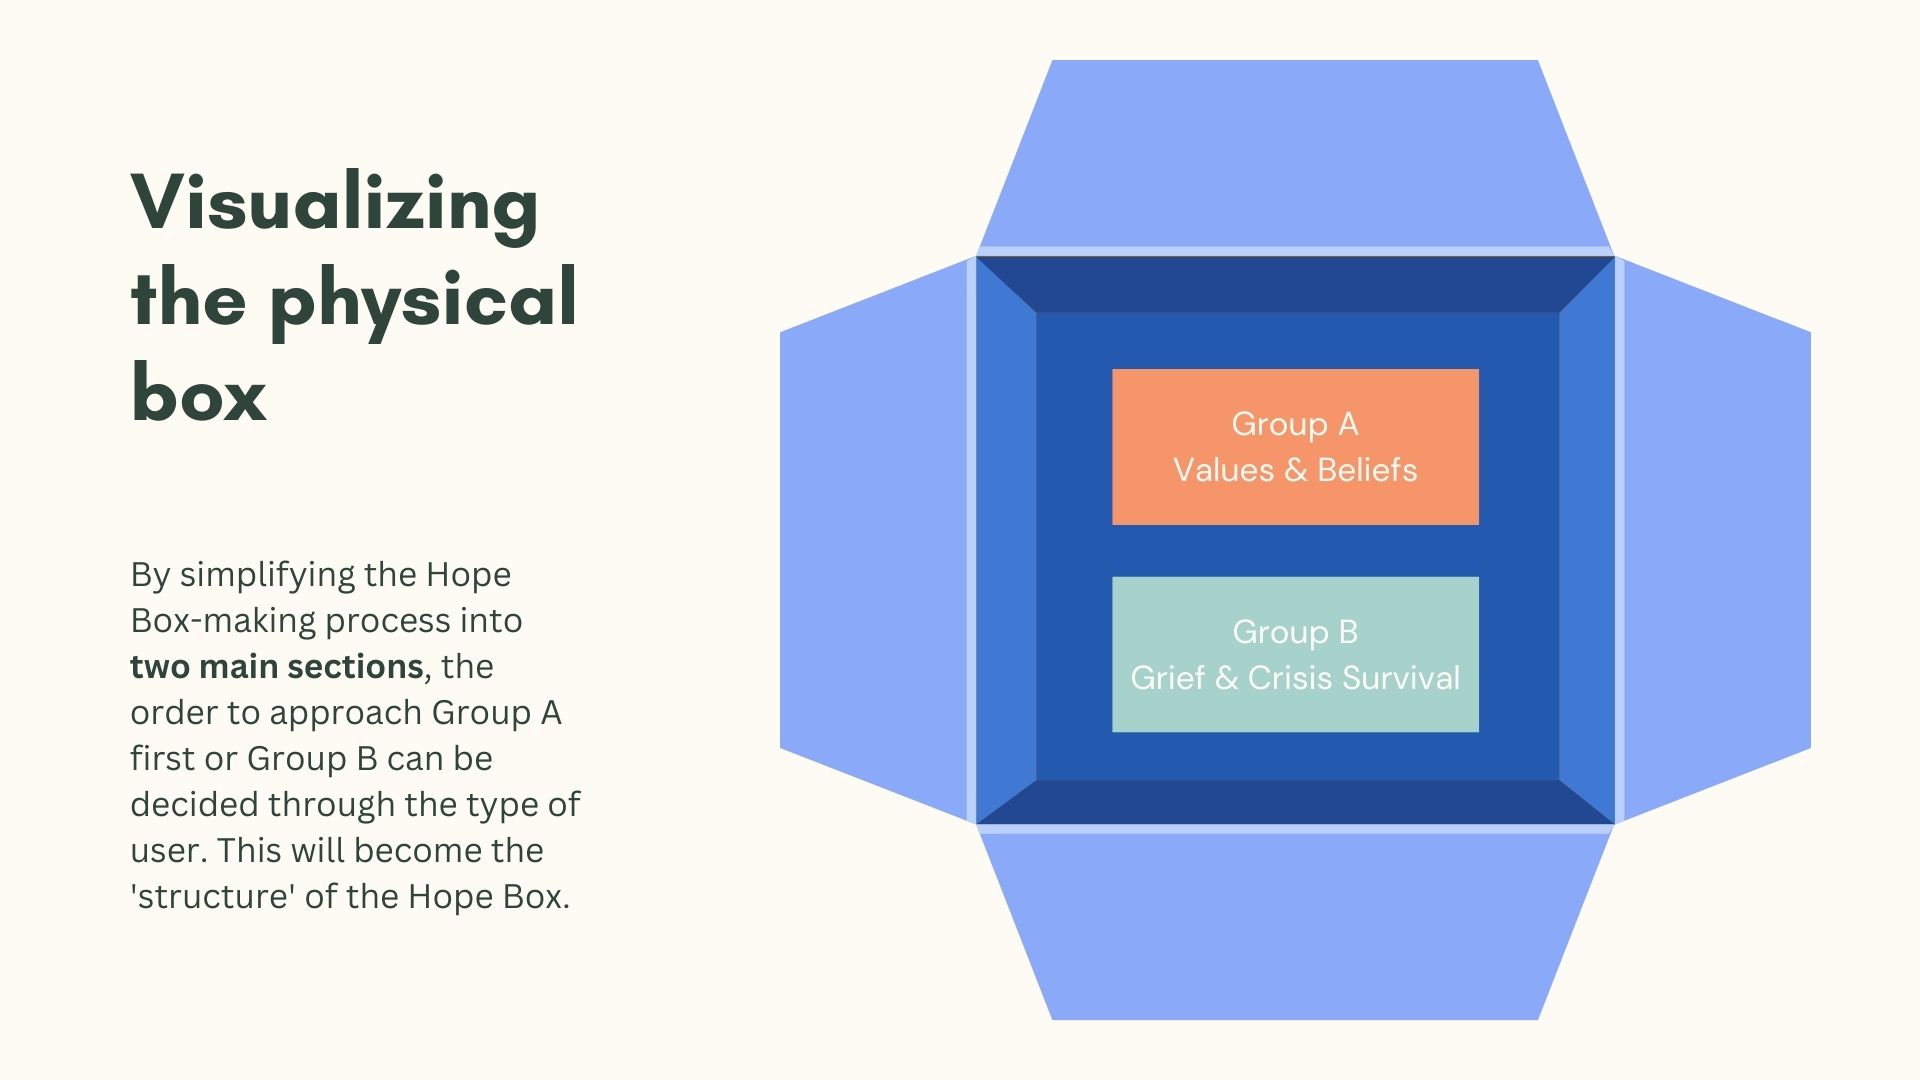 Visualizing
the physical
box
By simplifying the Hope
Box-making process into
two main sections, the
order to approach Group A
first or Group B can be
decided through the type of
user. This will become the
'structure' of the Hope Box.
Group A
Values & Beliefs
Group B
Grief & Crisis Survival